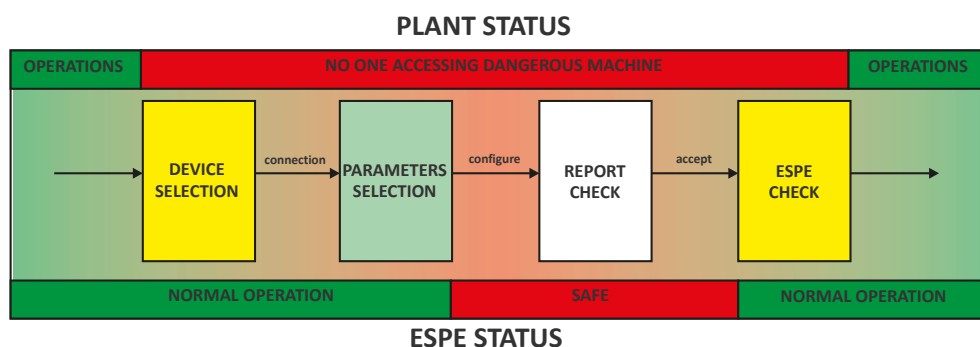 PLANT STATUS
OPERATIONS
NO ONE ACCESSING DANGEROUS MACHINE
OPERATIONS
DEVICE
SELECTION
connection
PARAMETERS
SELECTION
configure
REPORT
CHECK
accept
ESPE
CHECK
NORMAL OPERATION
SAFE
NORMAL OPERATION
ESPE STATUS